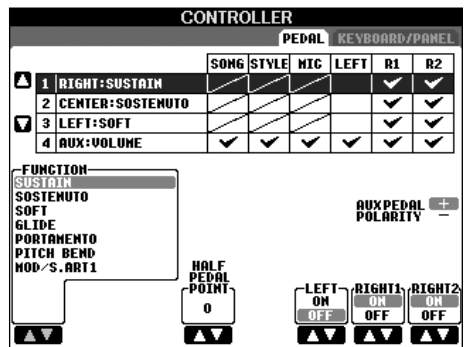 CONTROLLER
PEDAL KEYBOARD/PANEL
SONG STYLE MIC LEFT R1 R2
1 RIGHT:SUSTAIN
2 CENTER:SOSTENUTO
3 LEFT:SOFT
4 AUX:VOLUME
FUNCTION
SUSTAIN
SOSTENUTO
SOFT
GLIDE
PORTAMENTO
PITCH BEND
MOD/S.ART1
AUX PEDAL +
POLARITY −
HALF
PEDAL
POINT
0
LEFT RIGHT1 RIGHT2
ON ON ON
OFF OFF OFF